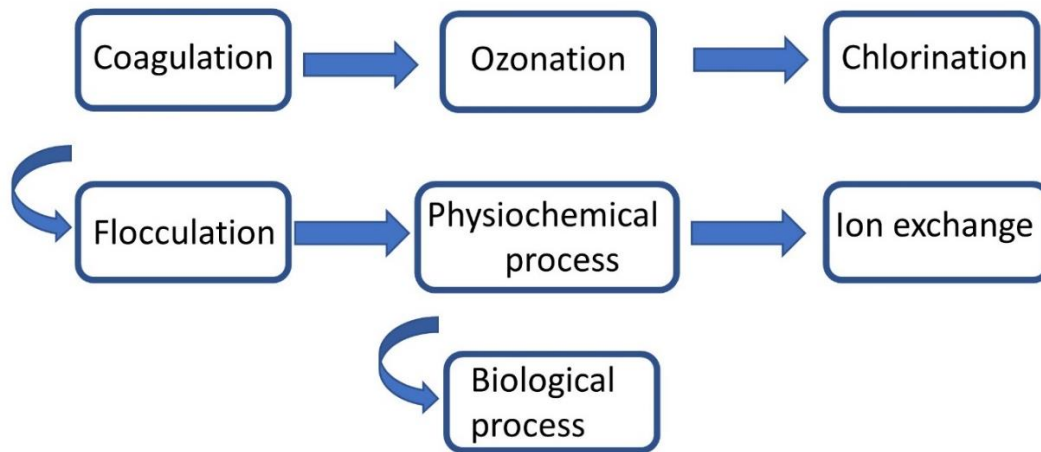 Coagulation
Ozonation
Chlorination
Flocculation
Physiochemical
process
Ion exchange
Biological
process